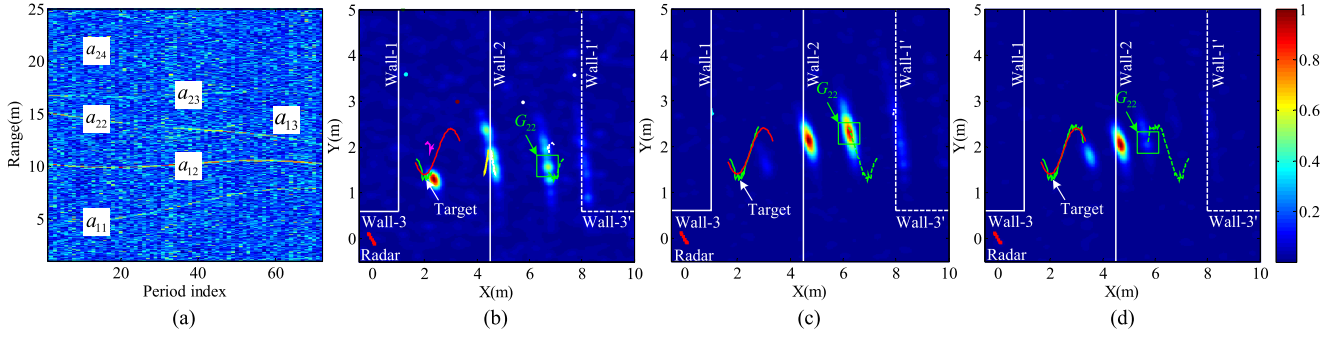 25
20
15
10
5
Range(m)
a24
a23
a22
a13
a12
a11
20
40
60
Period index
(a)
5
4
3
2
1
0
Y(m)
Wall-1
Wall-2
Wall-1'
G22
Target
Wall-3
Wall-3'
Radar
0
2
4
6
8
10
X(m)
(b)
5
4
3
2
1
0
Y(m)
Wall-1
Wall-2
Wall-1'
G22
Target
Wall-3
Wall-3'
Radar
0
2
4
6
8
10
X(m)
(c)
5
4
3
2
1
0
Y(m)
Wall-1
Wall-2
Wall-1'
G22
Target
Wall-3
Wall-3'
Radar
0
2
4
6
8
10
X(m)
(d)
1
0.8
0.6
0.4
0.2